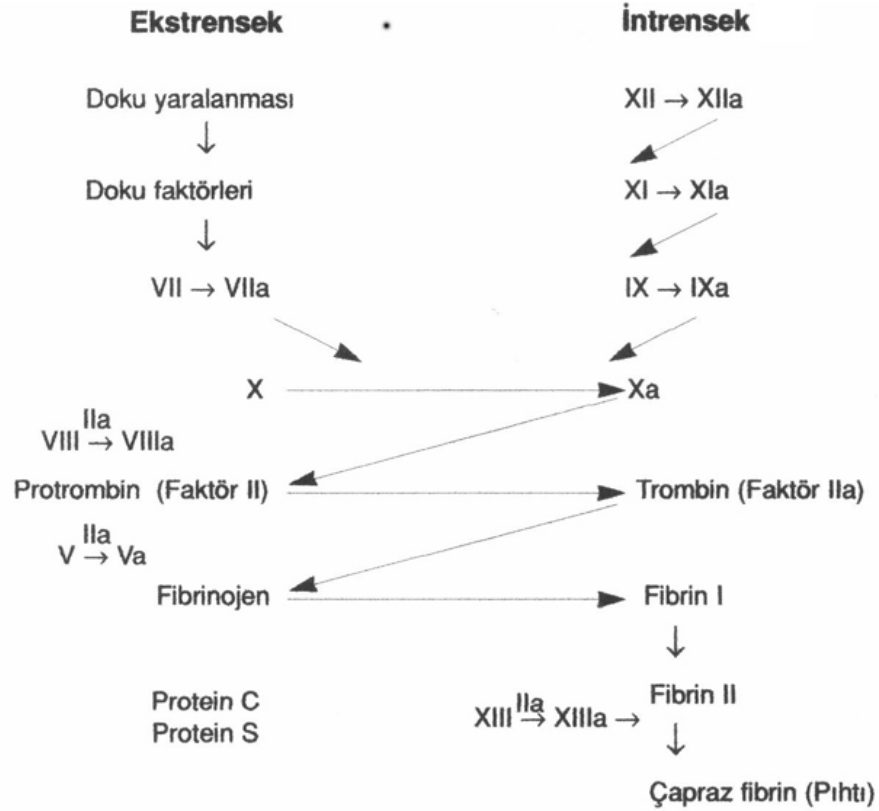 Ekstrensek
İntrensek
Doku yaralanması
XII → XIIa
Doku faktörleri
XI → XIa
VII → VIIa
IX → IXa
X
Xa
IIa
VIII → VIIIa
Protrombin (Faktör II)
Trombin (Faktör IIa)
IIa
V → Va
Fibrinojen
Fibrin I
Protein C
Protein S
IIa
XIII → XIIIa →
Fibrin II
Çapraz fibrin (Pıhtı)